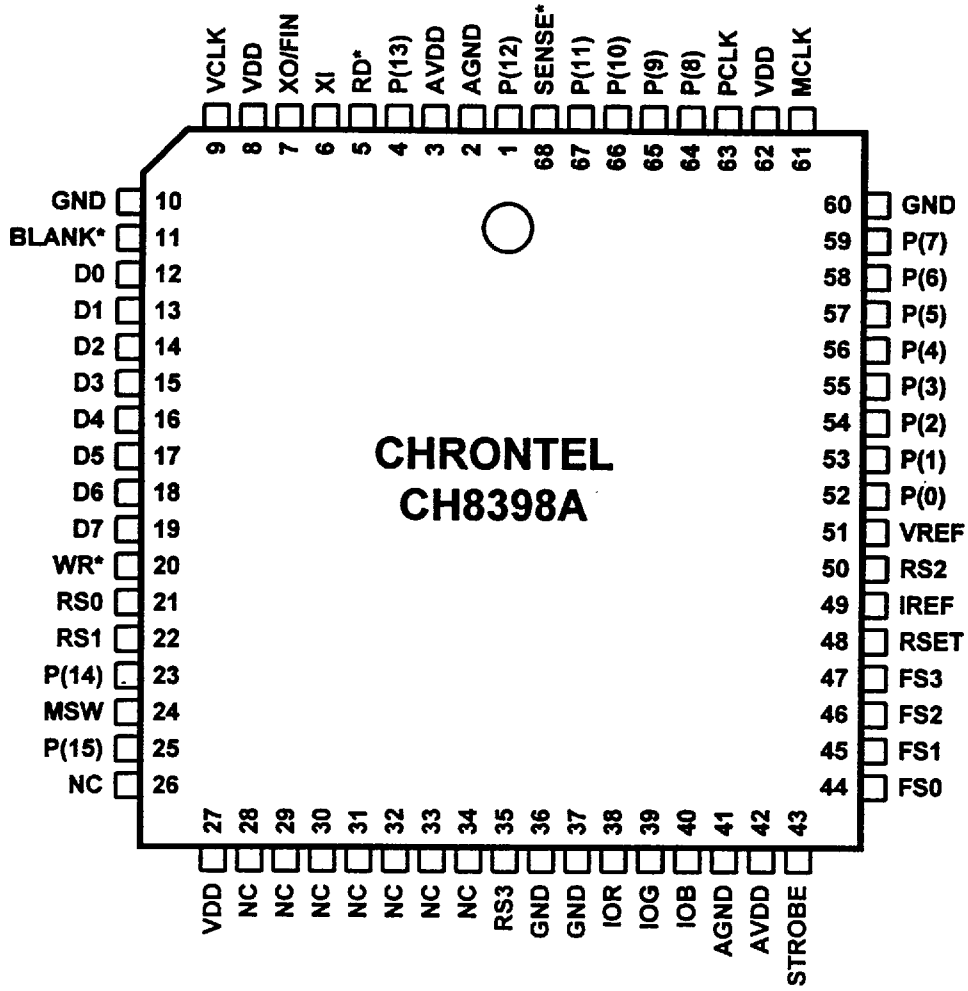 VCLK VDD XO/FIN XI RD* P(13) AVDD AGND P(12) SENSE* P(11) P(10) P(9) P(8) PCLK VDD MCLK
9 8 7 6 5 4 3 2 1 68 67 66 65 64 63 62 61
GND 10 60 GND
BLANK* 11 59 P(7)
D0 12 58 P(6)
D1 13 57 P(5)
D2 14 56 P(4)
D3 15 55 P(3)
D4 16 54 P(2)
D5 17 53 P(1)
D6 18 52 P(0)
D7 19 51 VREF
WR* 20 50 RS2
RS0 21 49 IREF
RS1 22 48 RSET
P(14) 23 47 FS3
MSW 24 46 FS2
P(15) 25 45 FS1
NC 26 44 FS0
CHRONTEL
CH8398A
27 28 29 30 31 32 33 34 35 36 37 38 39 40 41 42 43
VDD NC NC NC NC NC NC NC RS3 GND GND IOR IOG IOB AGND AVDD STROBE